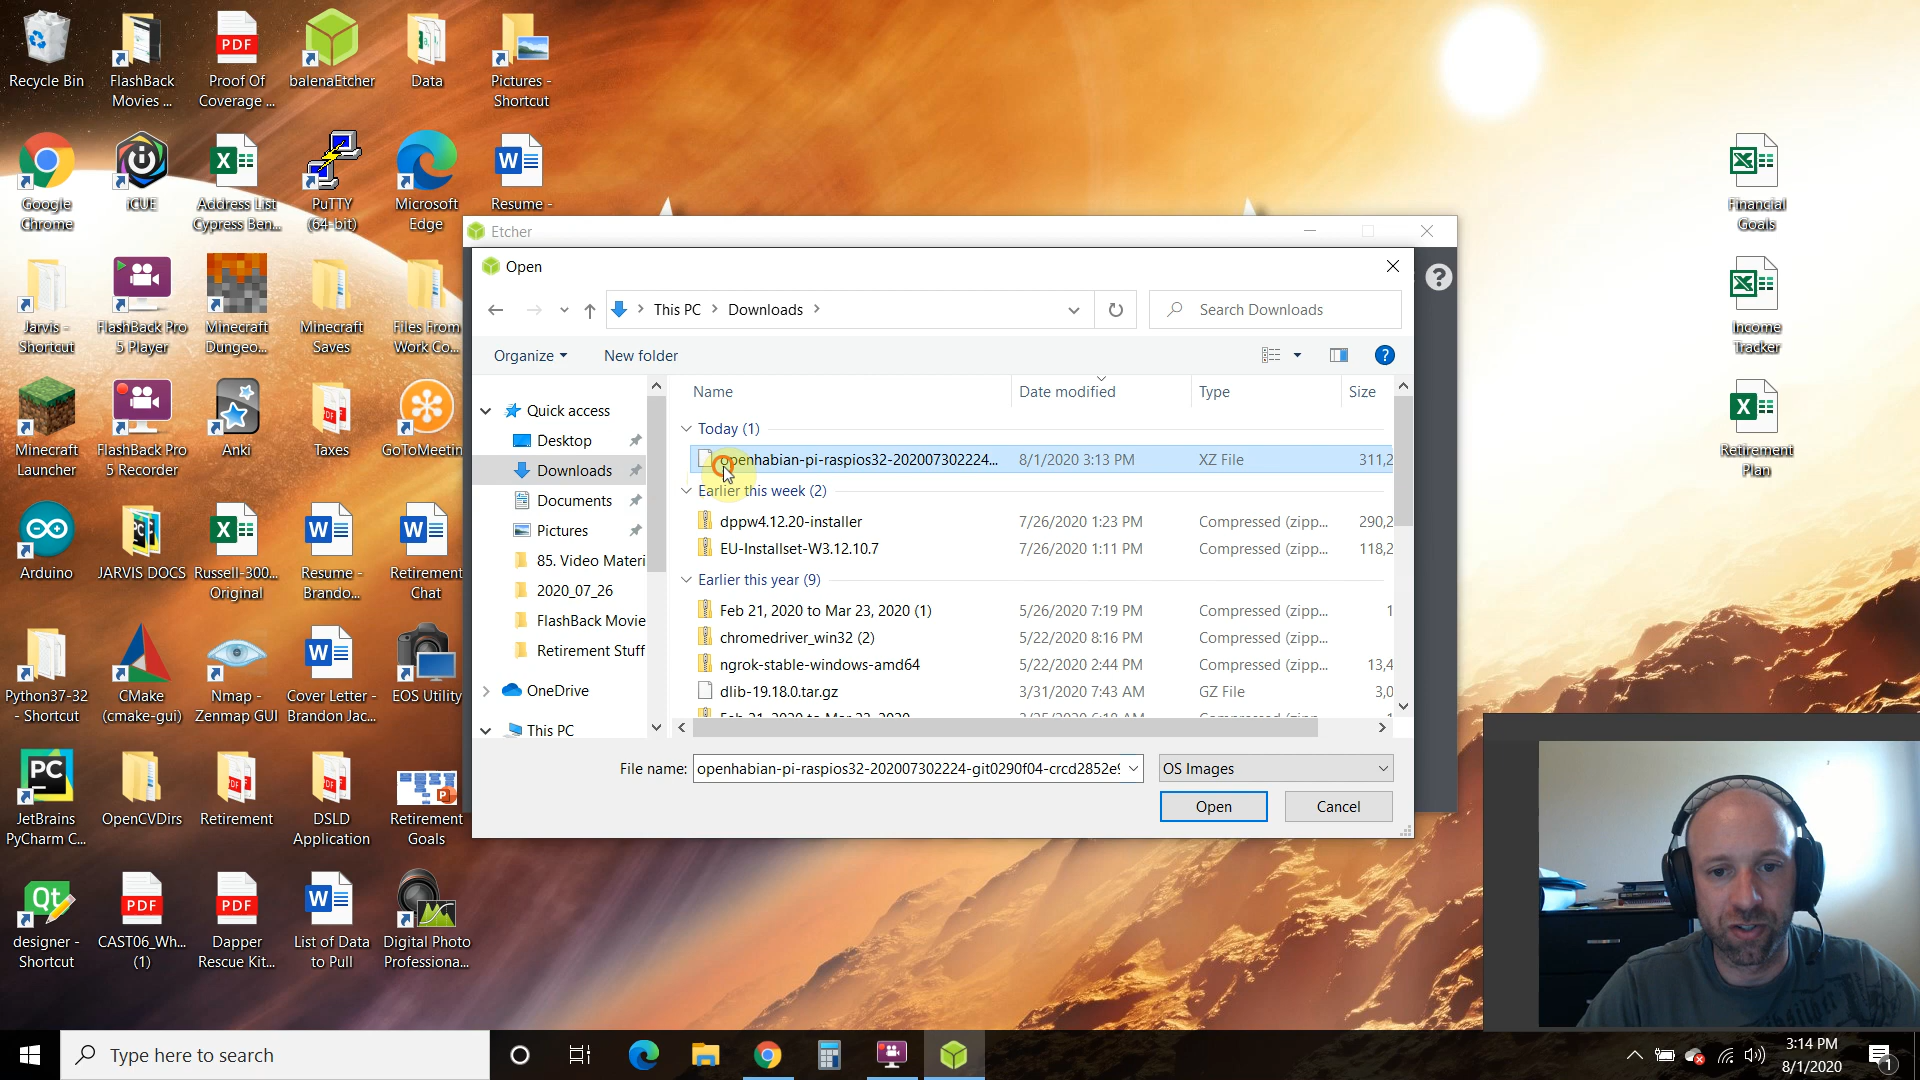 Recycle Bin
FlashBack
Movies ...
PDF
Proof Of
Coverage ...
balenaEtcher
Data
Pictures -
Shortcut
Google
Chrome
iCUE
Address List
Cypress Ben...
PuTTY
(64-bit)
Microsoft
Edge
Resume -
Jarvis -
Shortcut
FlashBack Pro
5 Player
Minecraft
Dungeo...
Minecraft
Saves
Files From
Work Co...
Minecraft
Launcher
FlashBack Pro
5 Recorder
Anki
Taxes
GoToMeetin
Arduino
JARVIS DOCS
Russell-300...
Original
Resume -
Brando...
Retirement
Chat
Python37-32
- Shortcut
CMake
(cmake-gui)
Nmap -
Zenmap GUI
Cover Letter -
Brandon Jac...
EOS Utility
PC
JetBrains
PyCharm C...
OpenCVDirs
Retirement
DSLD
Application
Retirement
Goals
Qt
designer -
Shortcut
PDF
CAST06_Wh...
(1)
PDF
Dapper
Rescue Kit...
List of Data
to Pull
Digital Photo
Professiona...
Financial
Goals
Income
Tracker
Retirement
Plan
Etcher
Open
This PC
Downloads
Search Downloads
Organize
New folder
Name
Date modified
Type
Size
Quick access
Desktop
Downloads
Documents
Pictures
85. Video Materi
2020_07_26
FlashBack Movie
Retirement Stuff
OneDrive
This PC
Today (1)
openhabian-pi-raspios32-202007302224... 8/1/2020 3:13 PM XZ File 311,2
Earlier this week (2)
dppw4.12.20-installer 7/26/2020 1:23 PM Compressed (zipp... 290,2
EU-Installset-W3.12.10.7 7/26/2020 1:11 PM Compressed (zipp... 118,2
Earlier this year (9)
Feb 21, 2020 to Mar 23, 2020 (1) 5/26/2020 7:19 PM Compressed (zipp... 1
chromedriver_win32 (2) 5/22/2020 8:16 PM Compressed (zipp...
ngrok-stable-windows-amd64 5/22/2020 2:44 PM Compressed (zipp... 13,4
dlib-19.18.0.tar.gz 3/31/2020 7:43 AM GZ File 3,0
File name: openhabian-pi-raspios32-202007302224-git0290f04-crcd2852e9
OS Images
Open
Cancel
Type here to search
3:14 PM
8/1/2020
1